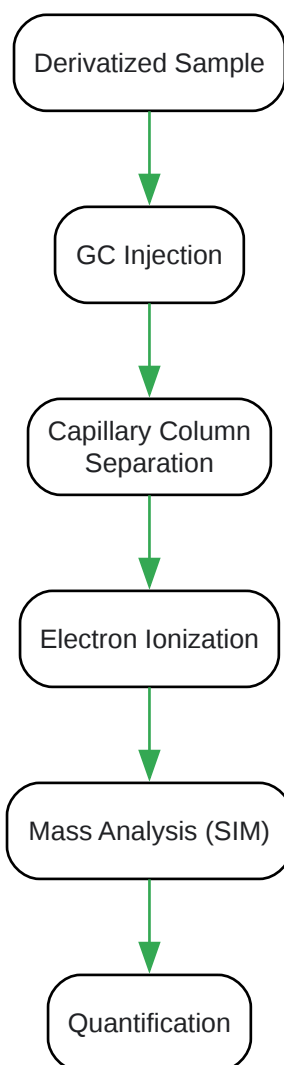 Derivatized Sample
GC Injection
Capillary Column
Separation
Electron Ionization
Mass Analysis (SIM)
Quantification